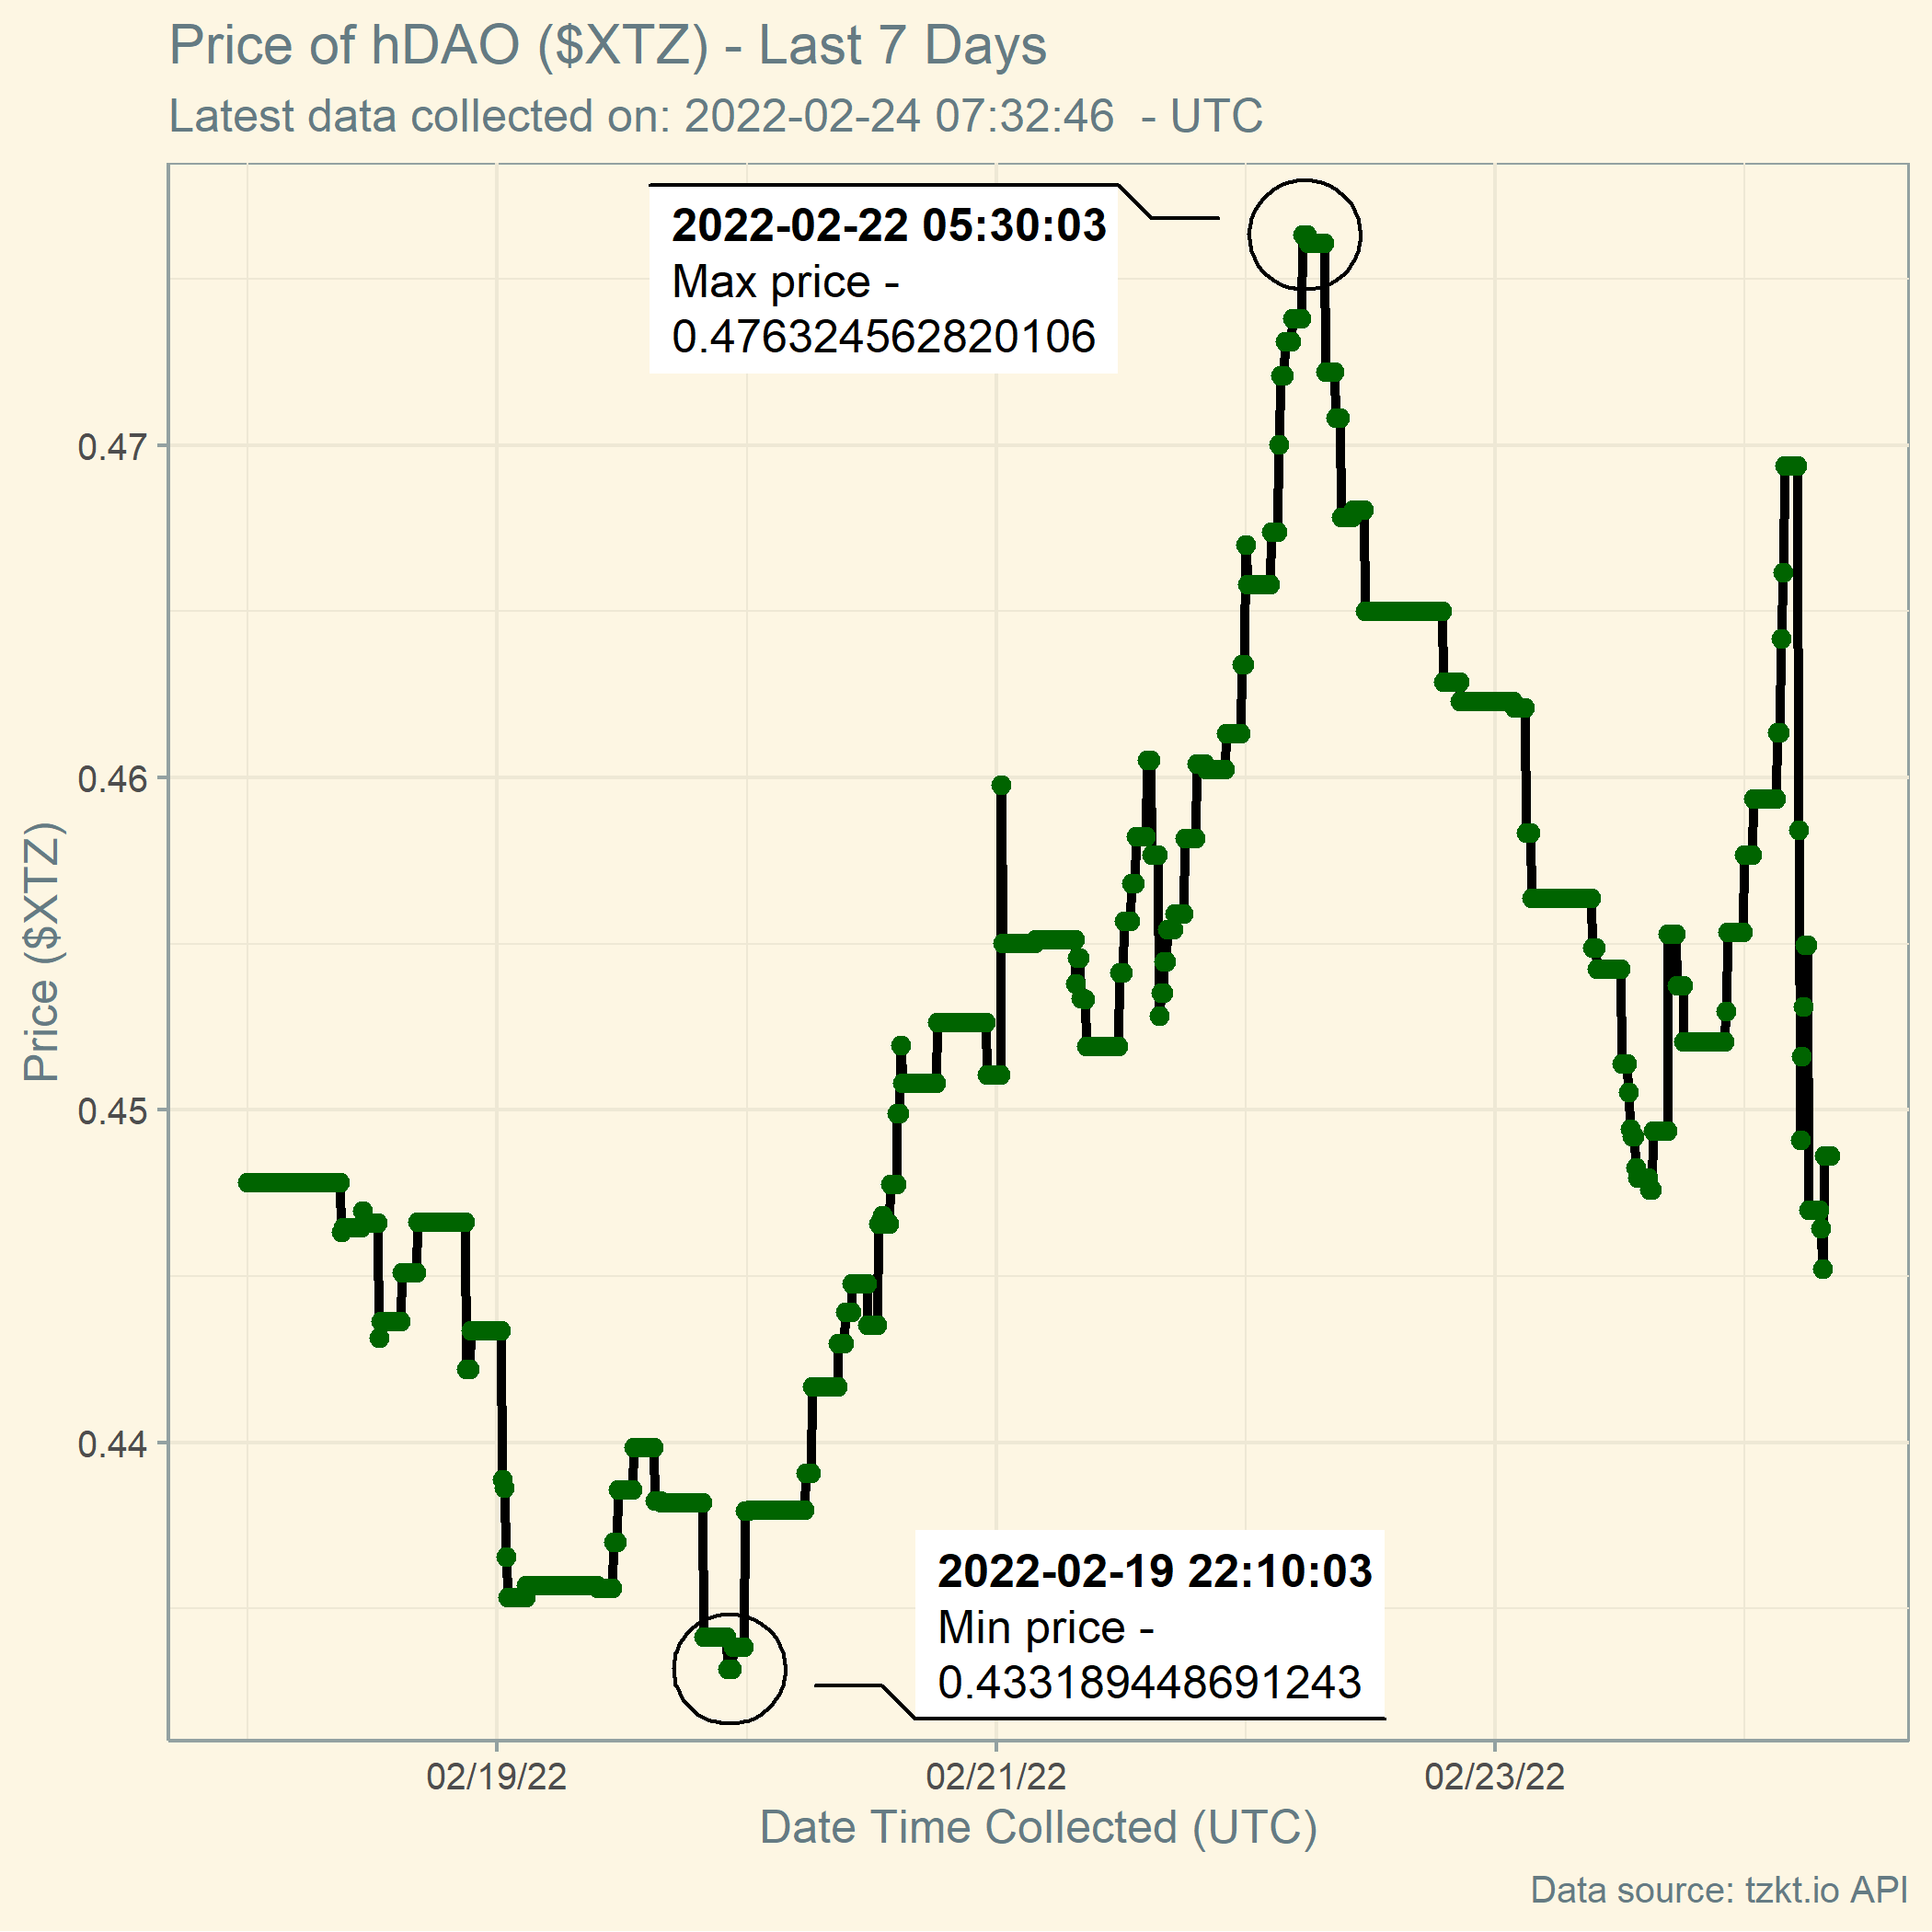 Price of hDAO ($XTZ) - Last 7 Days
Latest data collected on: 2022-02-24 07:32:46  - UTC
2022-02-22 05:30:03
Max price -
0.476324562820106
0.47
0.46
0.45
0.44
Price ($XTZ)
2022-02-19 22:10:03
Min price -
0.433189448691243
02/19/22
02/21/22
02/23/22
Date Time Collected (UTC)
Data source: tzkt.io API